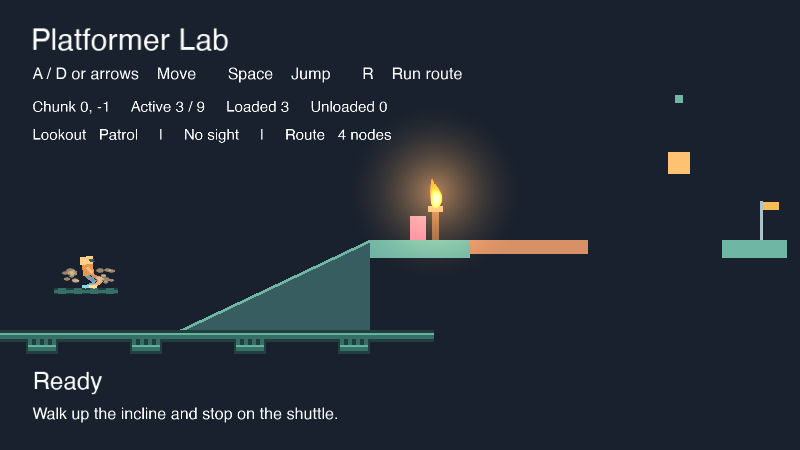 Platformer Lab
A / D or arrows Move Space Jump R Run route
Chunk 0, -1 Active 3 / 9 Loaded 3 Unloaded 0
Lookout Patrol | No sight | Route 4 nodes
Ready
Walk up the incline and stop on the shuttle.